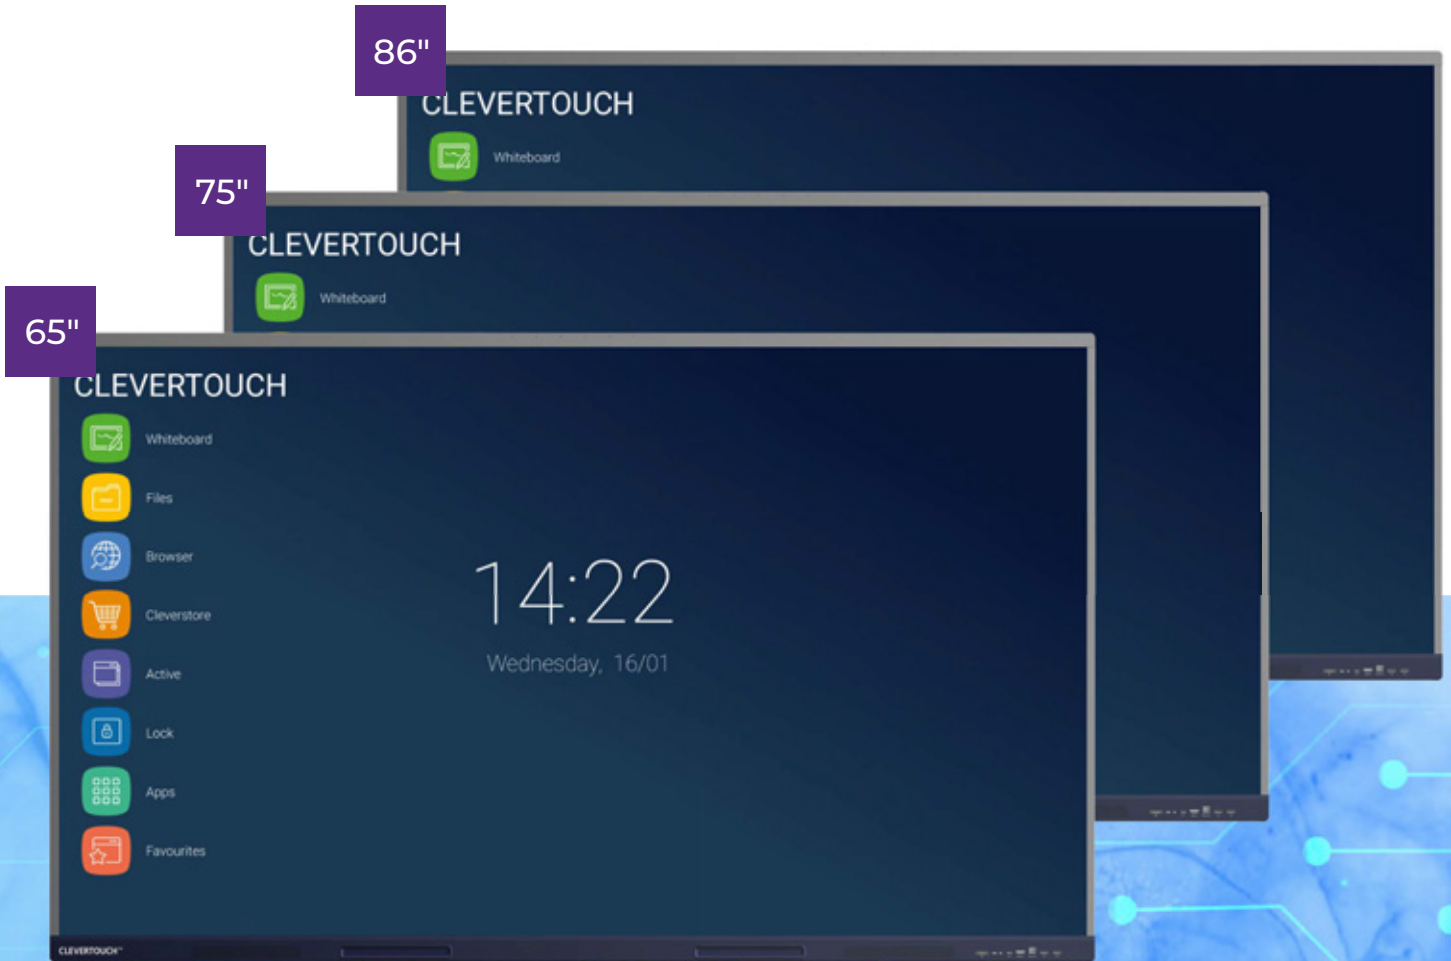 86"
CLEVERTOUCH
Whiteboard
75"
CLEVERTOUCH
Whiteboard
65"
CLEVERTOUCH
Whiteboard
Files
Browser
Cleverstore
Active
Lock
Apps
Favourites
14:22
Wednesday, 16/01
CLEVERTOUCH™